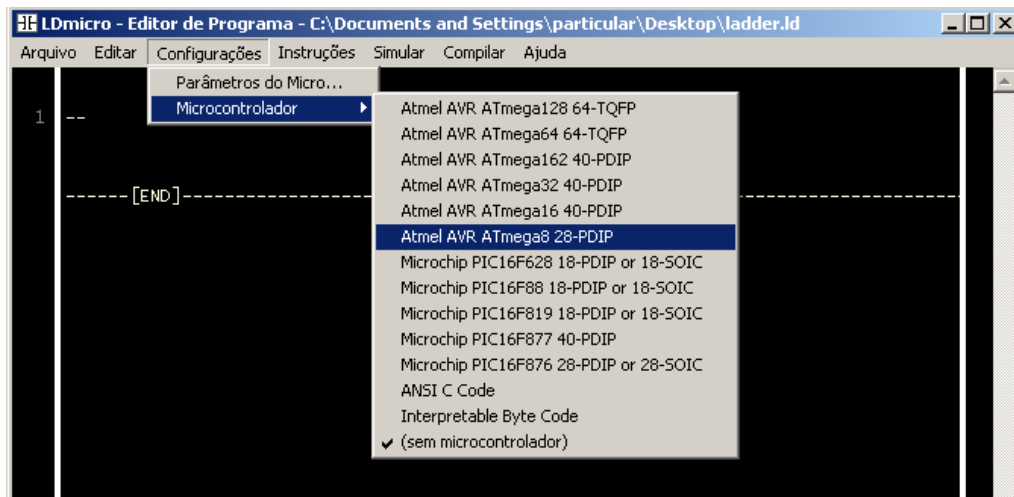 LDmicro - Editor de Programa - C:\Documents and Settings\particular\Desktop\ladder.ld
Arquivo Editar Configurações Instruções Simular Compilar Ajuda
Parâmetros do Micro...
Microcontrolador
1 --
------[END]------
Atmel AVR ATmega128 64-TQFP
Atmel AVR ATmega64 64-TQFP
Atmel AVR ATmega162 40-PDIP
Atmel AVR ATmega32 40-PDIP
Atmel AVR ATmega16 40-PDIP
Atmel AVR ATmega8 28-PDIP
Microchip PIC16F628 18-PDIP or 18-SOIC
Microchip PIC16F88 18-PDIP or 18-SOIC
Microchip PIC16F819 18-PDIP or 18-SOIC
Microchip PIC16F877 40-PDIP
Microchip PIC16F876 28-PDIP or 28-SOIC
ANSI C Code
Interpretable Byte Code
(sem microcontrolador)